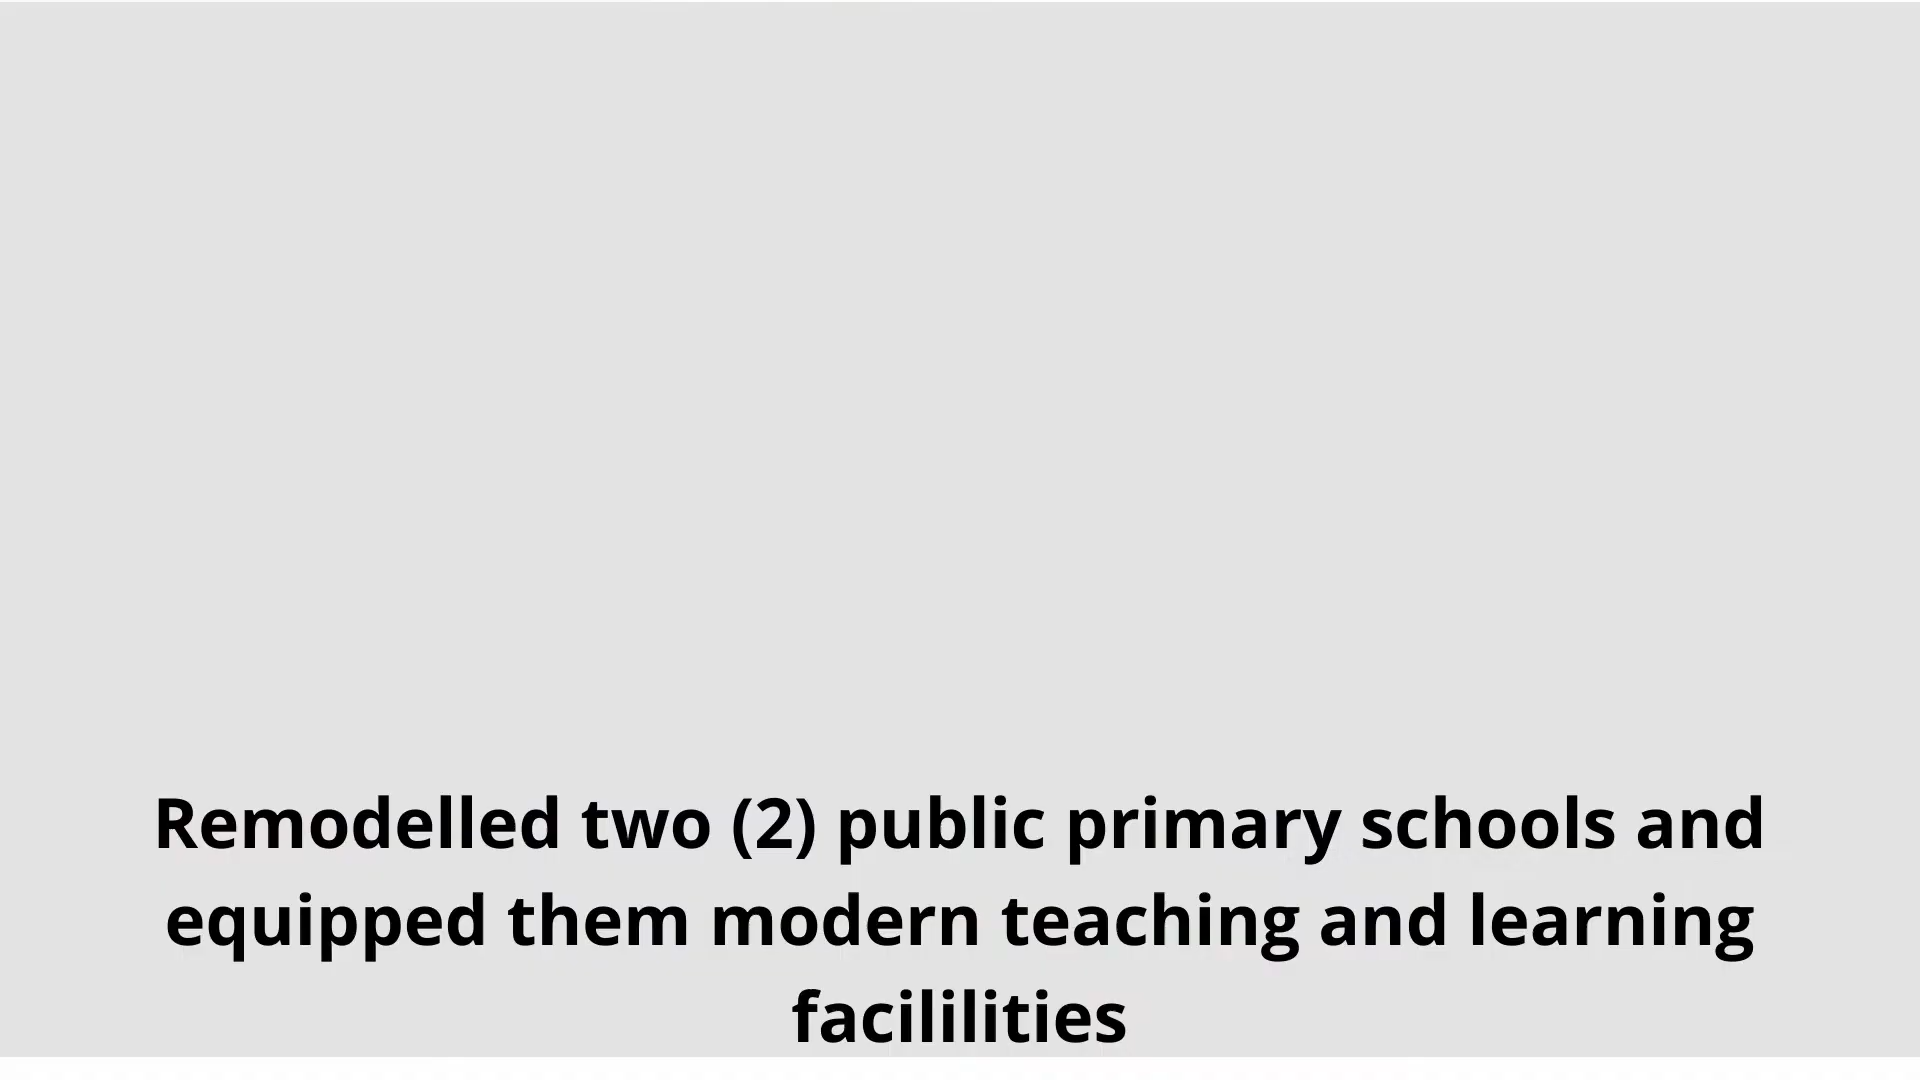 Remodelled two (2) public primary schools and
equipped them modern teaching and learning
facililities